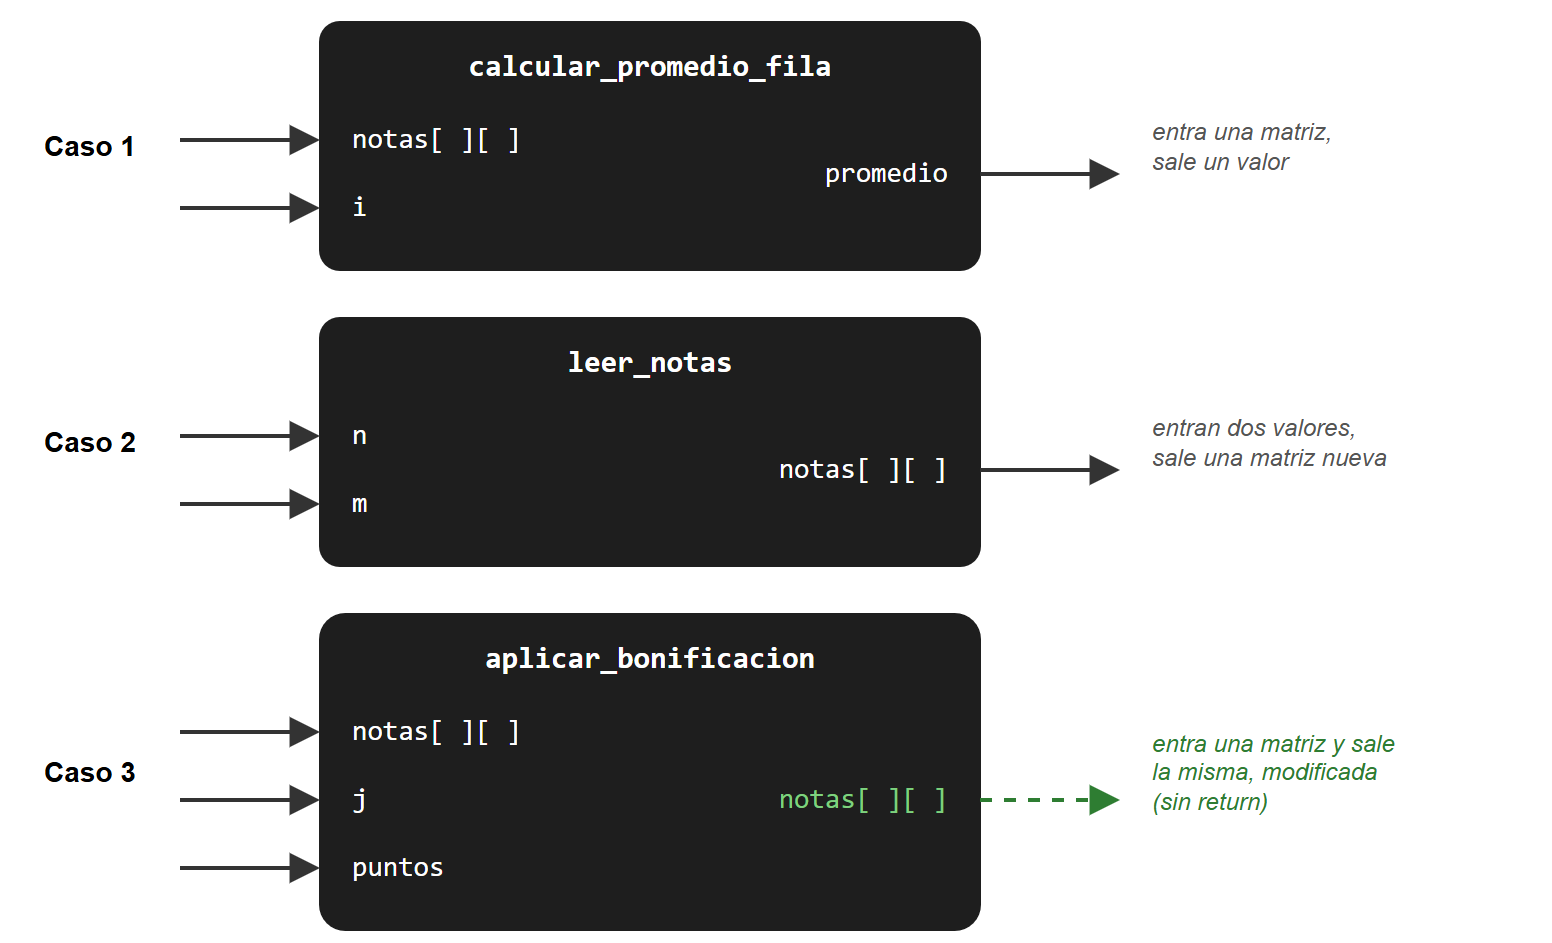 calcular_promedio_fila
Caso 1
notas[ ][ ]
i
promedio
entra una matriz,
sale un valor
leer_notas
Caso 2
n
m
notas[ ][ ]
entran dos valores,
sale una matriz nueva
aplicar_bonificacion
Caso 3
notas[ ][ ]
j
puntos
notas[ ][ ]
entra una matriz y sale
la misma, modificada
(sin return)